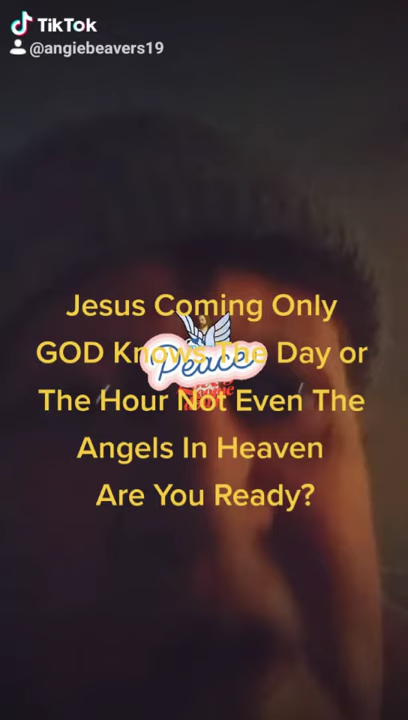 TikTok
@angiebeavers19
Jesus Coming Only
GOD Knows The Day or
Peace
The Hour Not Even The
Angels In Heaven
Are You Ready?